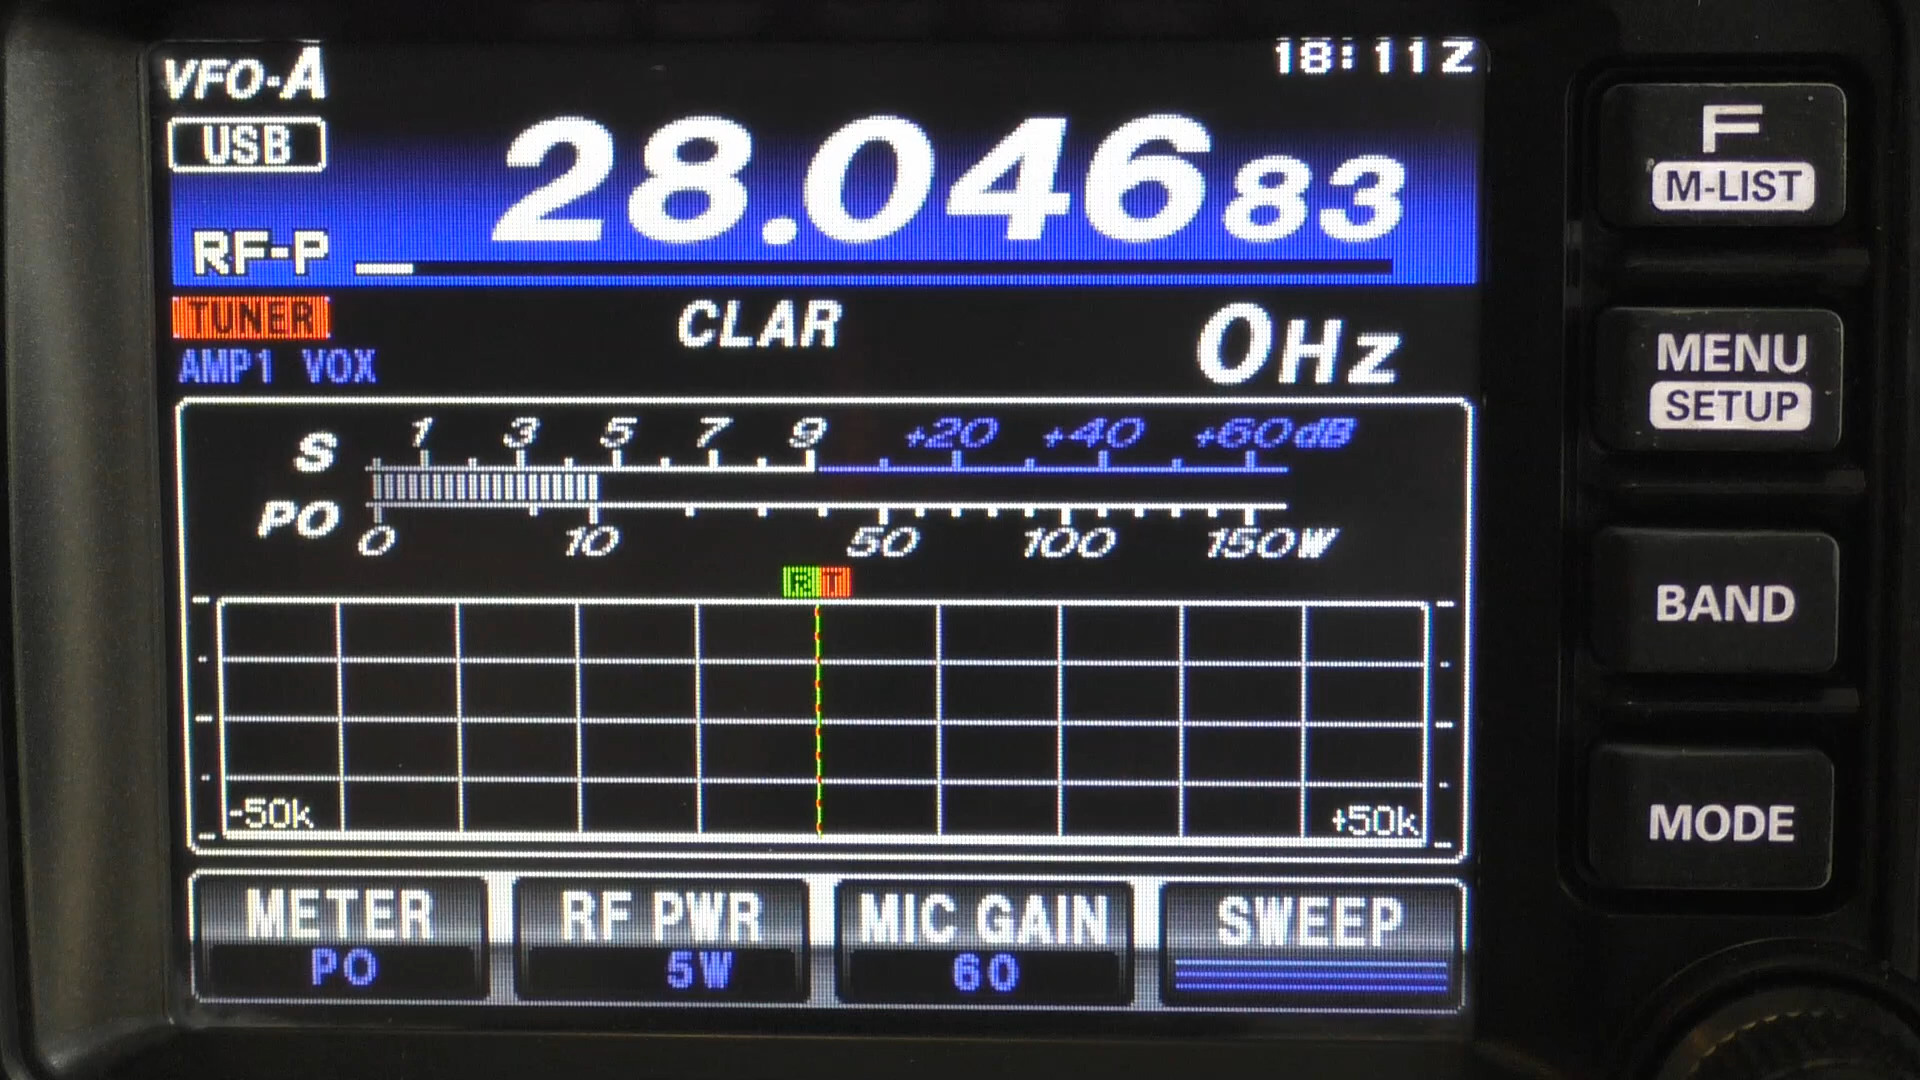 18:11Z
VFO-A
USB
28.046 83
RF-P
TUNER
CLAR
0Hz
AMP1 VOX
S 1 3 5 7 9 +20 +40 +60dB
PO 0 10 50 100 150W
R T
-50k +50k
METER RF PWR MIC GAIN SWEEP
PO 5W 60
F
M-LIST
MENU
SETUP
BAND
MODE